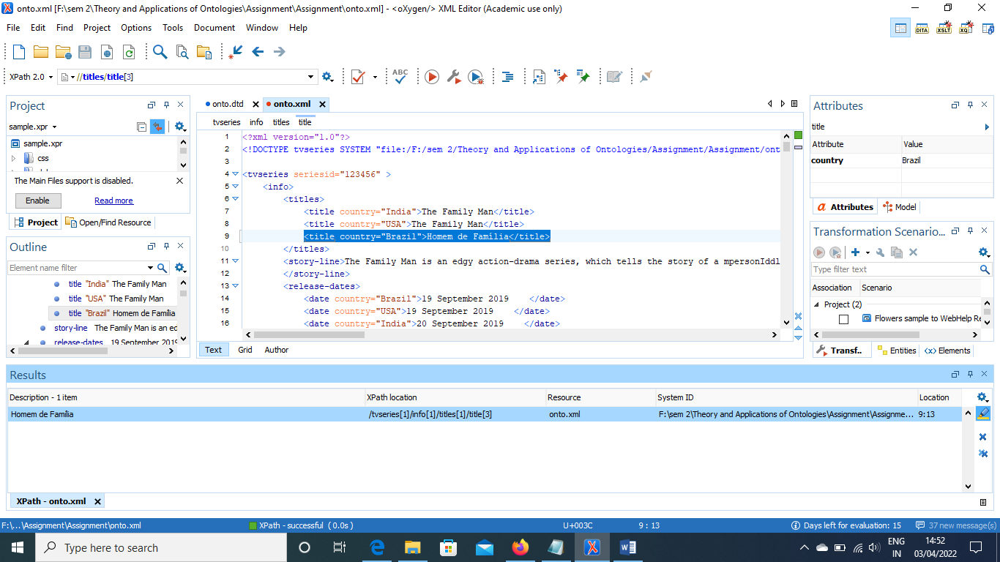 onto.xml [F:\sem 2\Theory and Applications of Ontologies\Assignment\Assignment\onto.xml] - <oXygen/> XML Editor (Academic use only)
File Edit Find Project Options Tools Document Window Help
DITA XSLT XQ
XPath 2.0 //titles/title[3]
ABC
Project
sample.xpr
sample.xpr
css
The Main Files support is disabled.
Enable Read more
Project Open/Find Resource
Outline
Element name filter
title "India" The Family Man
title "USA" The Family Man
title "Brazil" Homem de Família
story-line The Family Man is an ed
release-dates 19 September 2019
onto.dtd onto.xml
tvseries info titles title
1 <?xml version="1.0"?>
2 <!DOCTYPE tvseries SYSTEM "file:/F:/sem 2/Theory and Applications of Ontologies/Assignment/Assignment/ont
3
4 <tvseries seriesid="123456" >
5 <info>
6 <titles>
7 <title country="India">The Family Man</title>
8 <title country="USA">The Family Man</title>
9 <title country="Brazil">Homem de Família</title>
10 </titles>
11 <story-line>The Family Man is an edgy action-drama series, which tells the story of a mpersonIddl
12 </story-line>
13 <release-dates>
14 <date country="Brazil">19 September 2019 </date>
15 <date country="USA">19 September 2019 </date>
16 <date country="India">20 September 2019 </date>
Text Grid Author
Attributes
title
Attribute Value
country Brazil
Attributes Model
Transformation Scenario...
Type filter text
Association Scenario
Project (2)
Flowers sample to WebHelp Re
Transf.. Entities Elements
Results
Description - 1 item XPath location Resource System ID Location
Homem de Família /tvseries[1]/info[1]/titles[1]/title[3] onto.xml F:\sem 2\Theory and Applications of Ontologies\Assignment\Assignme... 9:13
XPath - onto.xml
F:\...\Assignment\Assignment\onto.xml XPath - successful ( 0.0s ) U+003C 9 : 13 Days left for evaluation: 15 37 new message(s)
Type here to search
ENG
IN
14:52
03/04/2022